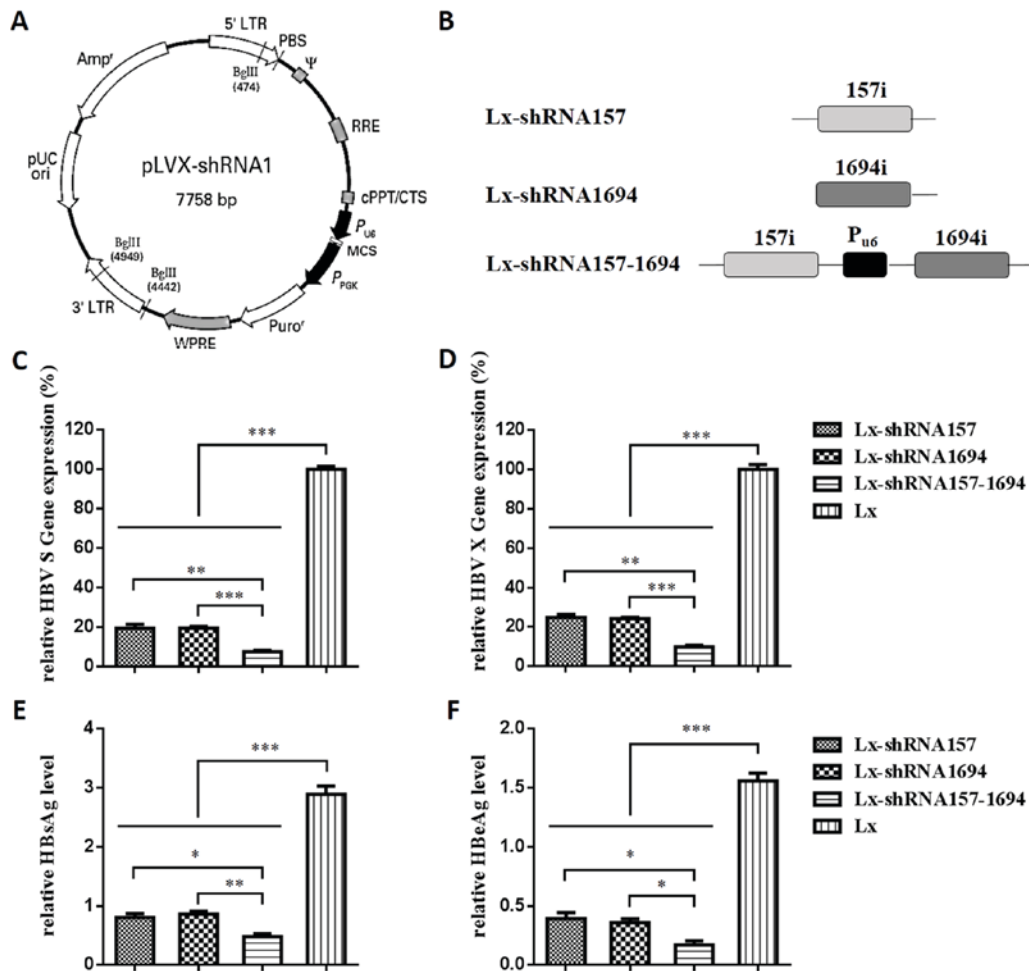 A
5' LTR
PBS
Ψ
BglII
(474)
Ampʳ
RRE
pUC
ori
pLVX-shRNA1
7758 bp
cPPT/CTS
P U6
MCS
P PGK
BglII
(4949)
BglII
(4442)
3' LTR
WPRE
Puroʳ
B
157i
Lx-shRNA157
1694i
Lx-shRNA1694
157i
Pu6
1694i
Lx-shRNA157-1694
C
relative HBV S Gene expression (%)
120
100
80
60
40
20
0
***
**
***
D
relative HBV X Gene expression (%)
120
100
80
60
40
20
0
***
**
***
Lx-shRNA157
Lx-shRNA1694
Lx-shRNA157-1694
Lx
E
relative HBsAg level
4
3
2
1
0
***
*
**
F
relative HBeAg level
2.0
1.5
1.0
0.5
0.0
***
*
*
Lx-shRNA157
Lx-shRNA1694
Lx-shRNA157-1694
Lx